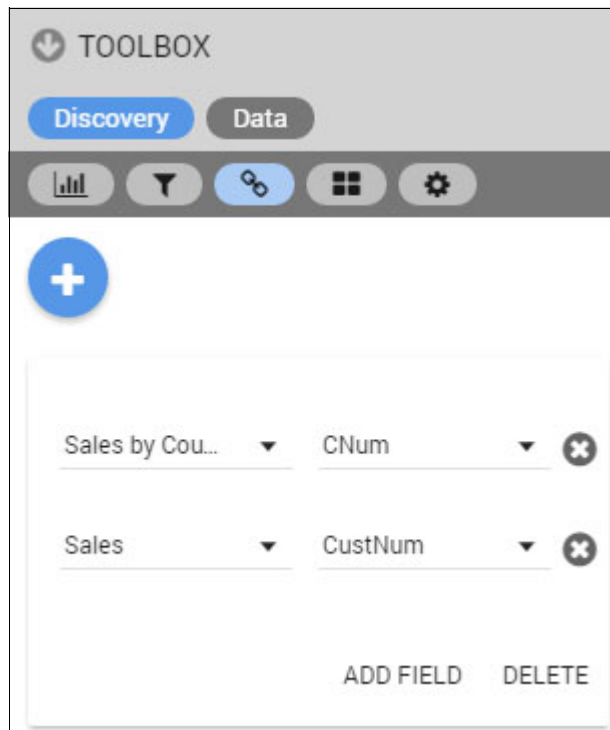 TOOLBOX
Discovery Data
Sales by Cou... CNum
Sales CustNum
ADD FIELD DELETE